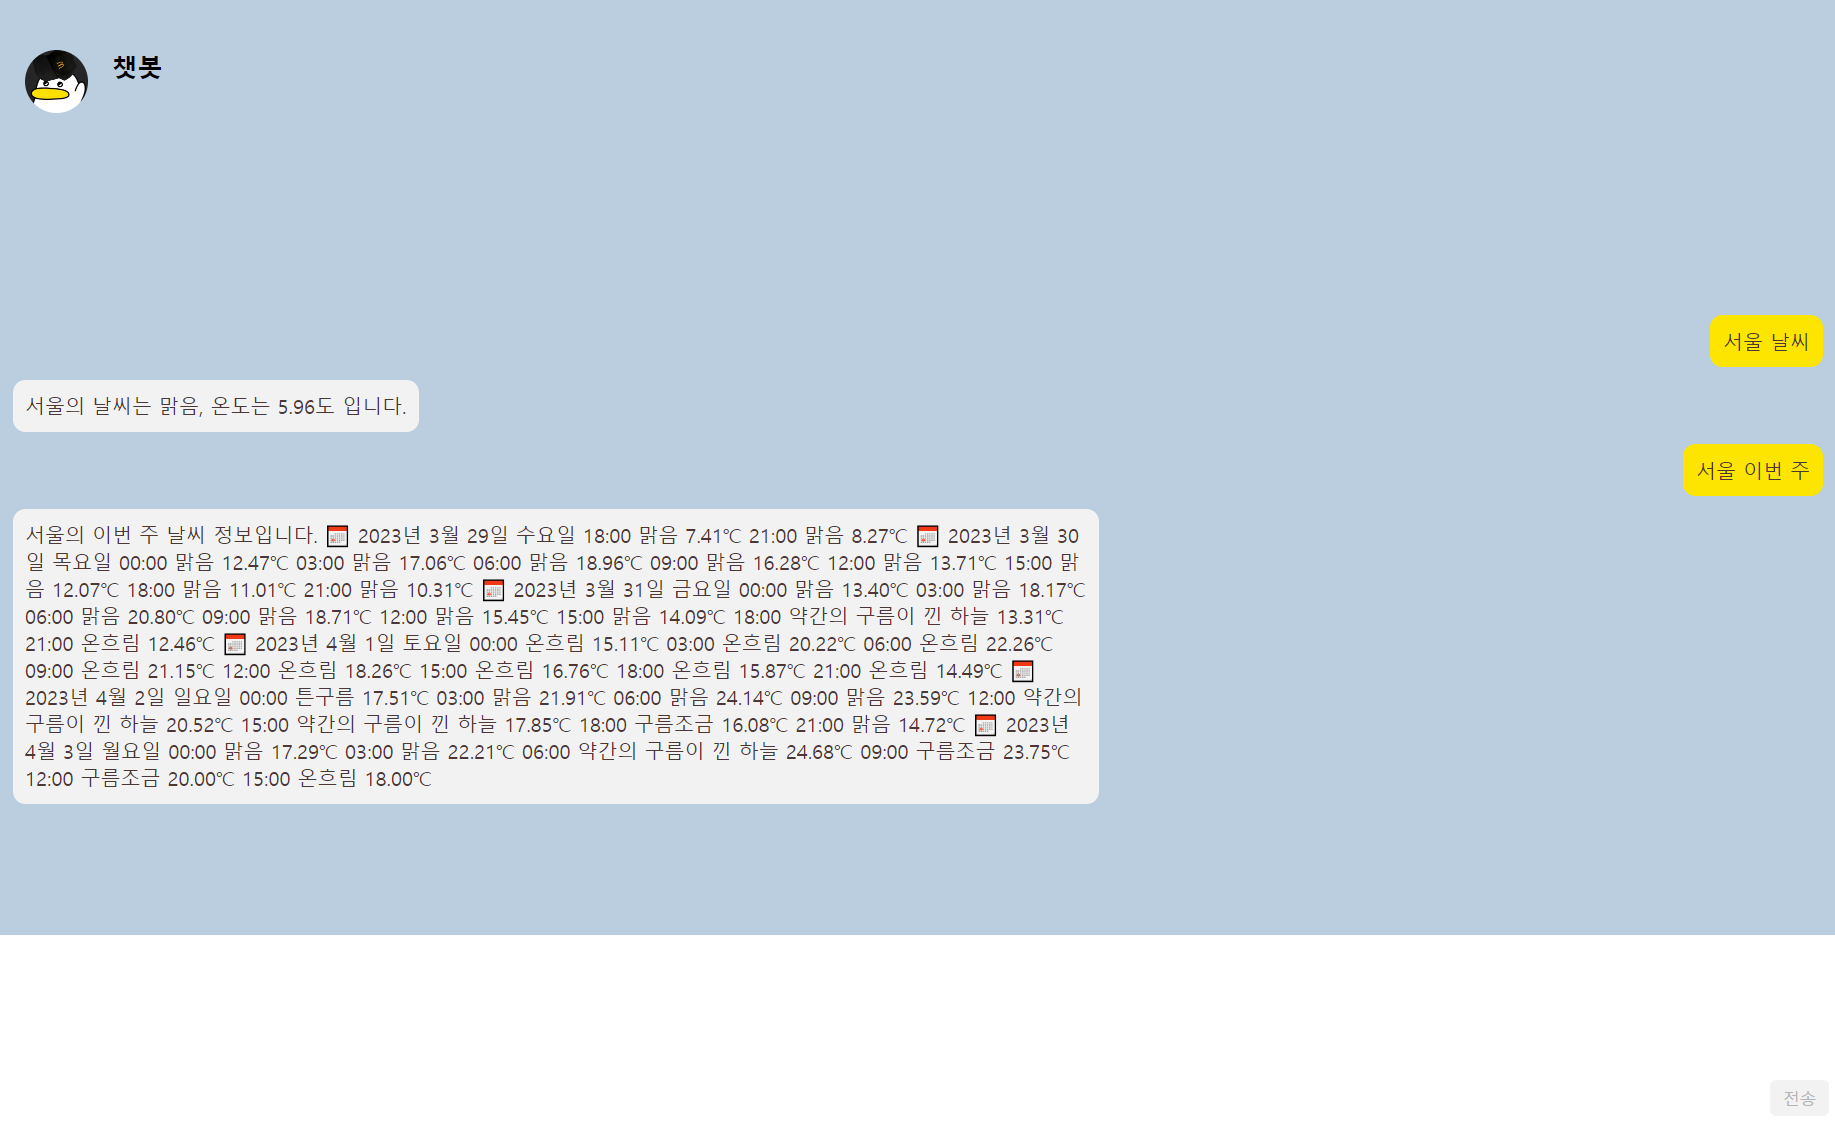 챗봇
서울 날씨
서울의 날씨는 맑음, 온도는 5.96도 입니다.
서울 이번 주
서울의 이번 주 날씨 정보입니다. 📅 2023년 3월 29일 수요일 18:00 맑음 7.41℃ 21:00 맑음 8.27℃ 📅 2023년 3월 30
일 목요일 00:00 맑음 12.47℃ 03:00 맑음 17.06℃ 06:00 맑음 18.96℃ 09:00 맑음 16.28℃ 12:00 맑음 13.71℃ 15:00 맑
음 12.07℃ 18:00 맑음 11.01℃ 21:00 맑음 10.31℃ 📅 2023년 3월 31일 금요일 00:00 맑음 13.40℃ 03:00 맑음 18.17℃
06:00 맑음 20.80℃ 09:00 맑음 18.71℃ 12:00 맑음 15.45℃ 15:00 맑음 14.09℃ 18:00 약간의 구름이 낀 하늘 13.31℃
21:00 온흐림 12.46℃ 📅 2023년 4월 1일 토요일 00:00 온흐림 15.11℃ 03:00 온흐림 20.22℃ 06:00 온흐림 22.26℃
09:00 온흐림 21.15℃ 12:00 온흐림 18.26℃ 15:00 온흐림 16.76℃ 18:00 온흐림 15.87℃ 21:00 온흐림 14.49℃ 📅
2023년 4월 2일 일요일 00:00 튼구름 17.51℃ 03:00 맑음 21.91℃ 06:00 맑음 24.14℃ 09:00 맑음 23.59℃ 12:00 약간의
구름이 낀 하늘 20.52℃ 15:00 약간의 구름이 낀 하늘 17.85℃ 18:00 구름조금 16.08℃ 21:00 맑음 14.72℃ 📅 2023년
4월 3일 월요일 00:00 맑음 17.29℃ 03:00 맑음 22.21℃ 06:00 약간의 구름이 낀 하늘 24.68℃ 09:00 구름조금 23.75℃
12:00 구름조금 20.00℃ 15:00 온흐림 18.00℃
전송